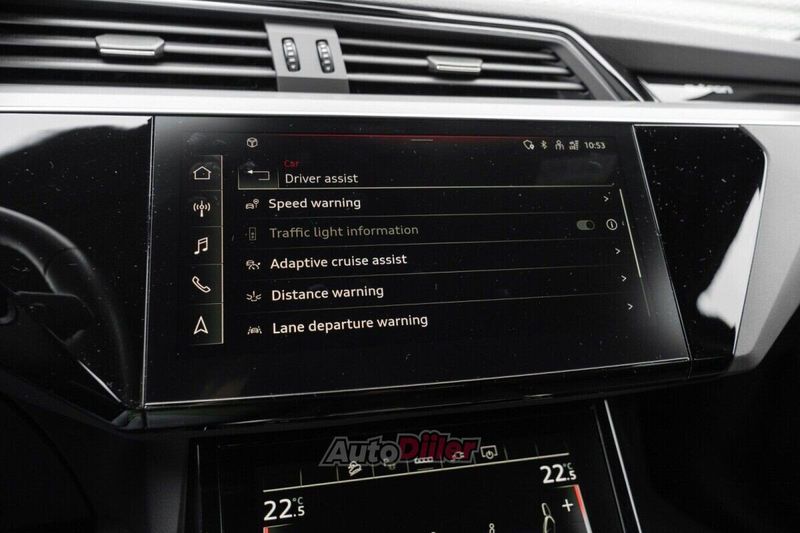 10:53
Car
Driver assist
Speed warning
Traffic light information
Adaptive cruise assist
Distance warning
Lane departure warning
AutoDiiler
22.5 °C
22.5 °C